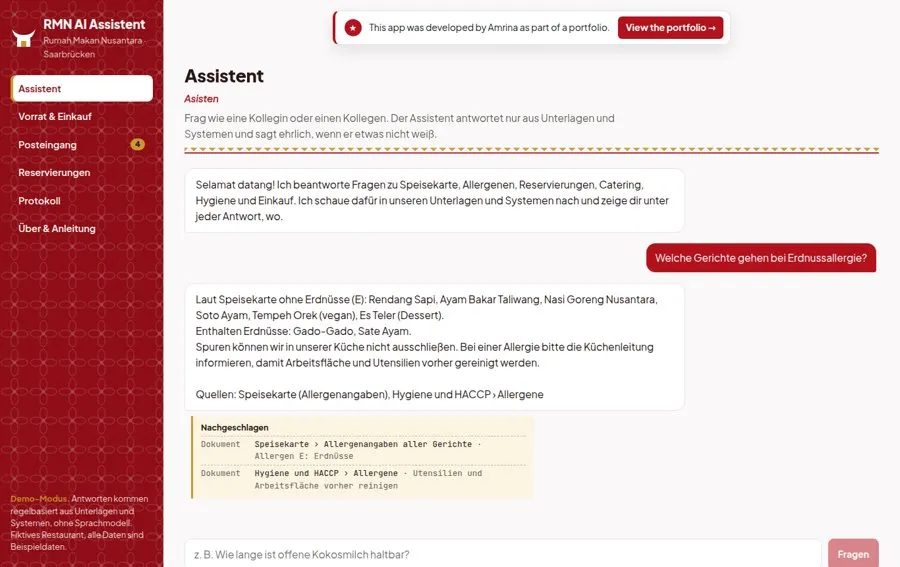 RMN AI Assistent
Rumah Makan Nusantara ·
Saarbrücken
Assistent
Vorrat & Einkauf
Posteingang
4
Reservierungen
Protokoll
Über & Anleitung
Demo-Modus. Antworten kommen
regelbasiert aus Unterlagen und
Systemen, ohne Sprachmodell.
Fiktives Restaurant, alle Daten sind
Beispieldaten.
This app was developed by Amrina as part of a portfolio.
View the portfolio →
Assistent
Asisten
Frag wie eine Kollegin oder einen Kollegen. Der Assistent antwortet nur aus Unterlagen und
Systemen und sagt ehrlich, wenn er etwas nicht weiß.
Selamat datang! Ich beantworte Fragen zu Speisekarte, Allergenen, Reservierungen, Catering,
Hygiene und Einkauf. Ich schaue dafür in unseren Unterlagen und Systemen nach und zeige dir unter
jeder Antwort, wo.
Welche Gerichte gehen bei Erdnussallergie?
Laut Speisekarte ohne Erdnüsse (E): Rendang Sapi, Ayam Bakar Taliwang, Nasi Goreng Nusantara,
Soto Ayam, Tempeh Orek (vegan), Es Teler (Dessert).
Enthalten Erdnüsse: Gado-Gado, Sate Ayam.
Spuren können wir in unserer Küche nicht ausschließen. Bei einer Allergie bitte die Küchenleitung
informieren, damit Arbeitsfläche und Utensilien vorher gereinigt werden.
Quellen: Speisekarte (Allergenangaben), Hygiene und HACCP › Allergene
Nachgeschlagen
Dokument Speisekarte › Allergenangaben aller Gerichte ·
Allergen E: Erdnüsse
Dokument Hygiene und HACCP › Allergene · Utensilien und
Arbeitsfläche vorher reinigen
z. B. Wie lange ist offene Kokosmilch haltbar?
Fragen